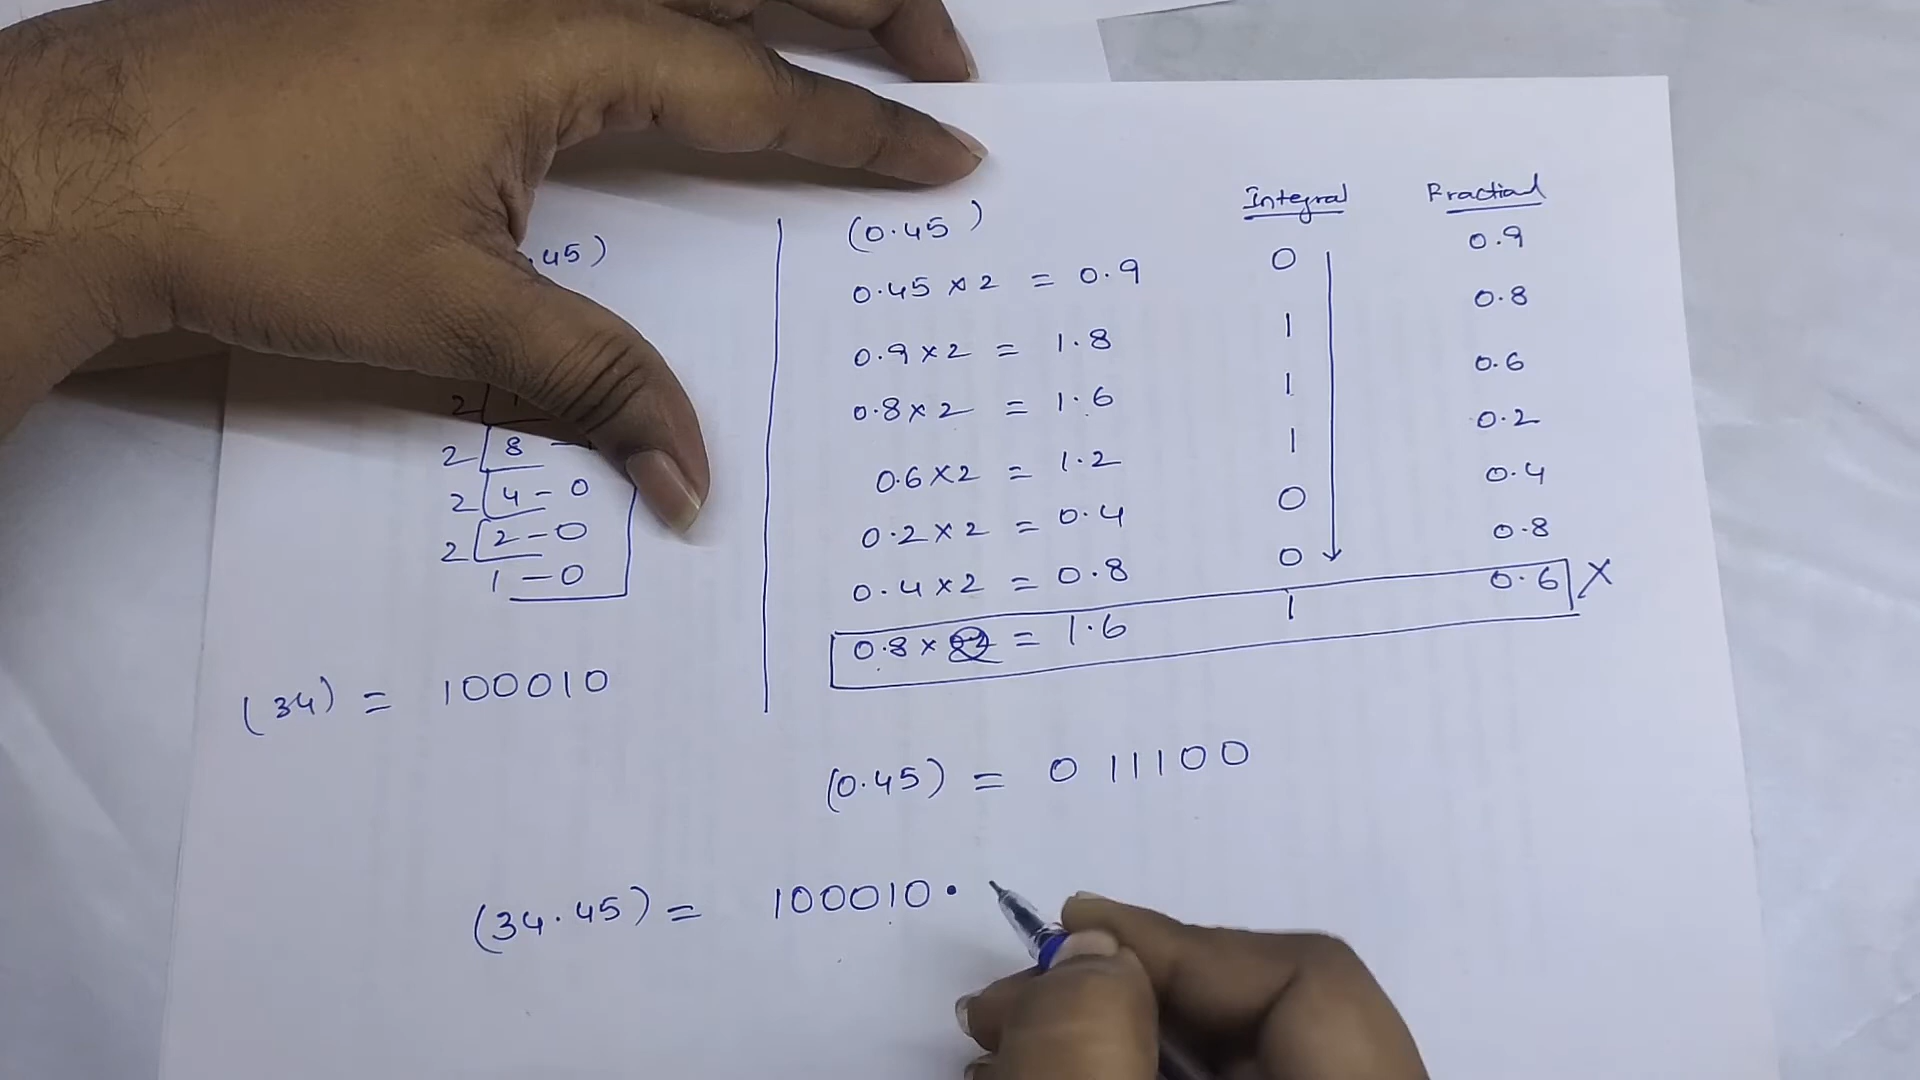 .45)
2 1
2 8 -
2 4 - 0
2 2 - 0
1 - 0
(34) = 100010
(0.45) Integral Fractional
0.45 × 2 = 0.9 0 0.9
0.9 × 2 = 1.8 1 0.8
0.8 × 2 = 1.6 1 0.6
0.6 × 2 = 1.2 1 0.2
0.2 × 2 = 0.4 0 0.4
0.4 × 2 = 0.8 0 0.8
0.8 × 2 = 1.6 1 0.6 X
(0.45) = 011100
(34.45) = 100010.